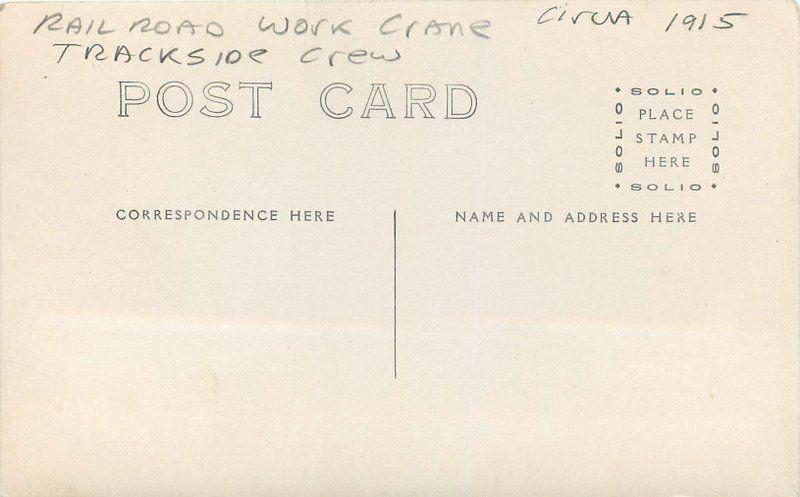 RAILROAD WORK CRANE CIRCA 1915
TRACKSIDE CREW
POST CARD
SOLIO
SOLIO PLACE SOLIO
STAMP
HERE
SOLIO
CORRESPONDENCE HERE
NAME AND ADDRESS HERE